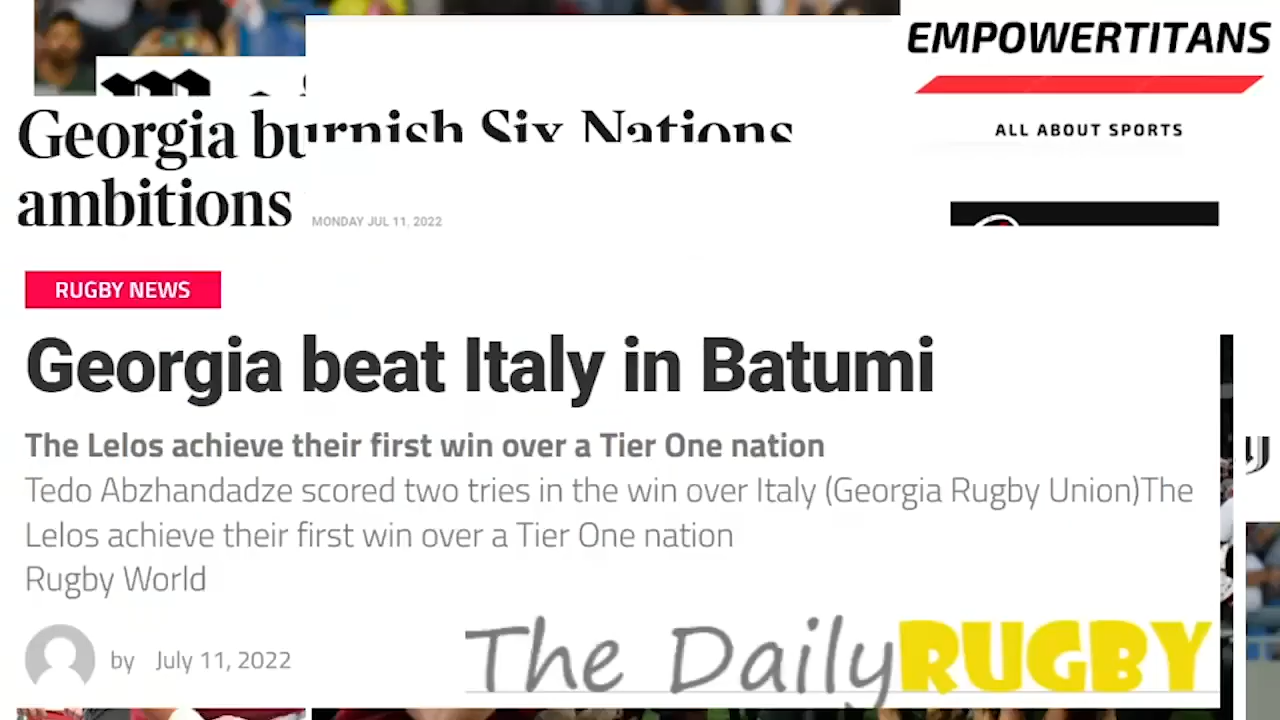 EMPOWERTITANS
ALL ABOUT SPORTS
Georgia burnish Six Nations
ambitions
MONDAY JUL 11, 2022
RUGBY NEWS
Georgia beat Italy in Batumi
The Lelos achieve their first win over a Tier One nation
Tedo Abzhandadze scored two tries in the win over Italy (Georgia Rugby Union)The
Lelos achieve their first win over a Tier One nation
Rugby World
by July 11, 2022
The DailyRUGBY